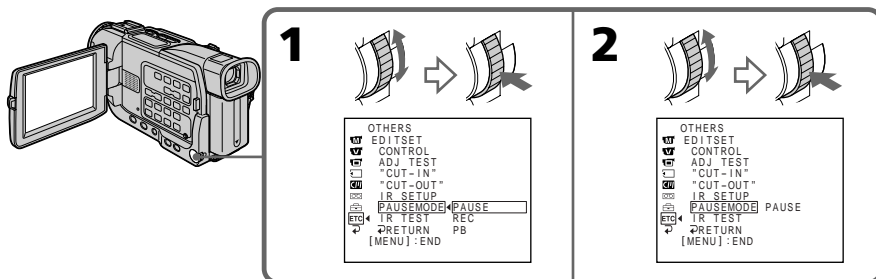 1
OTHERS
EDITSET
CONTROL
ADJ TEST
"CUT-IN"
"CUT-OUT"
IR SETUP
PAUSEMODE PAUSE
ETC IR TEST REC
RETURN PB
[MENU] :END
2
OTHERS
EDITSET
CONTROL
ADJ TEST
"CUT-IN"
"CUT-OUT"
IR SETUP
PAUSEMODE PAUSE
ETC IR TEST
RETURN
[MENU] :END